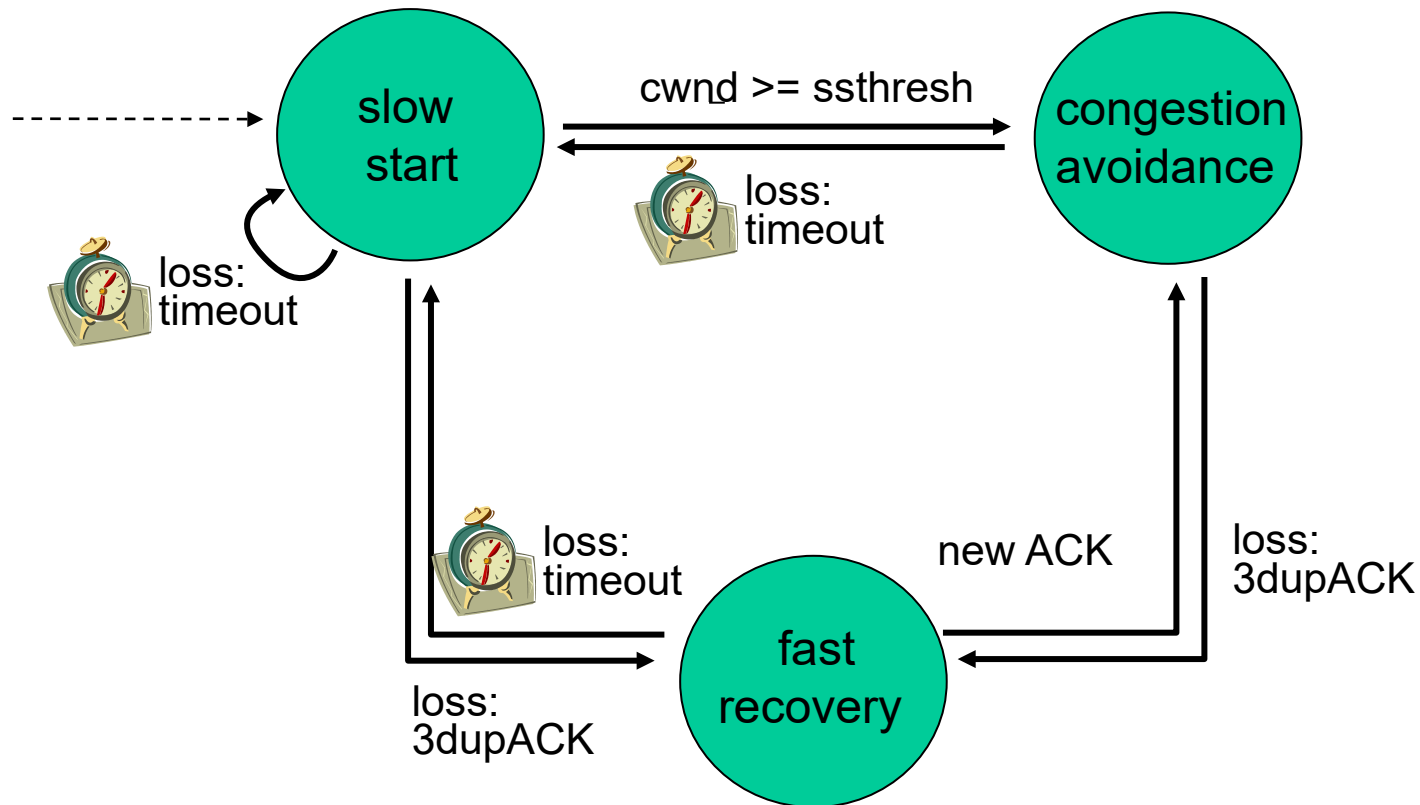 slow
start
cwnd >= ssthresh
congestion
avoidance
loss:
timeout
loss:
timeout
loss:
timeout
new ACK
loss:
3dupACK
fast
recovery
loss:
3dupACK